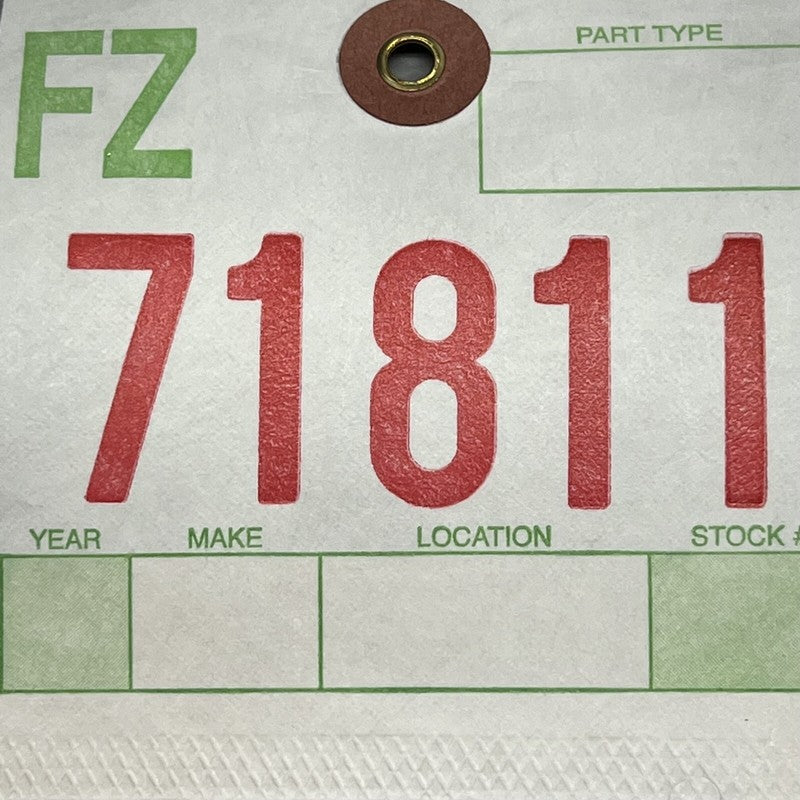 FZ
PART TYPE
71811
YEAR MAKE LOCATION STOCK #